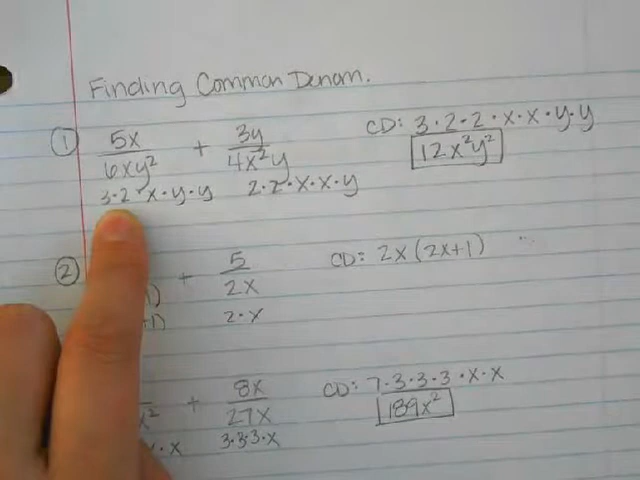 Finding Common Denom.
① 5x/6xy² + 3y/4x²y CD: 3·2·2·x·x·y·y
12x²y²
3·2·x·y·y 2·2·x·x·y
② + 5/2x CD: 2x(2x+1)
2·x
+ 8x/27x CD: 7·3·3·3·x·x
189x²
·x 3·3·3·x